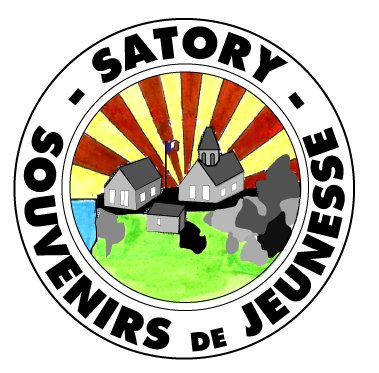 - SATORY -
SOUVENIRS DE JEUNESSE